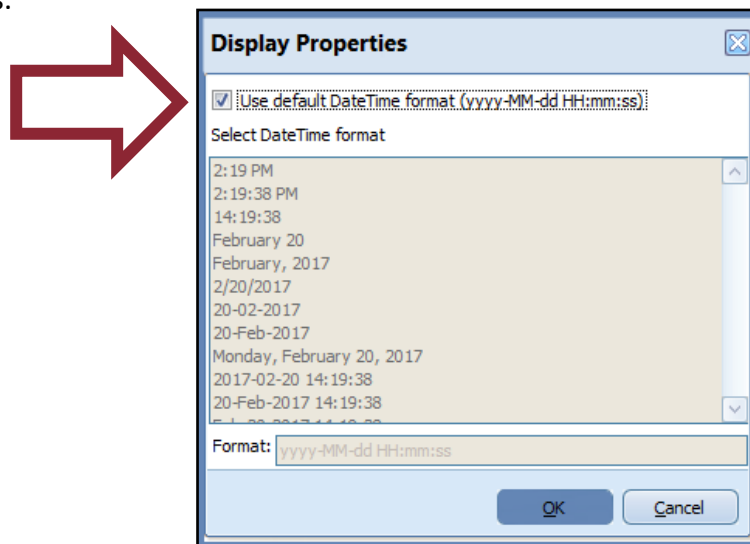 s.
Display Properties
Use default DateTime format (yyyy-MM-dd HH:mm:ss)
Select DateTime format
2:19 PM
2:19:38 PM
14:19:38
February 20
February, 2017
2/20/2017
20-02-2017
20-Feb-2017
Monday, February 20, 2017
2017-02-20 14:19:38
20-Feb-2017 14:19:38
Format: yyyy-MM-dd HH:mm:ss
OK Cancel